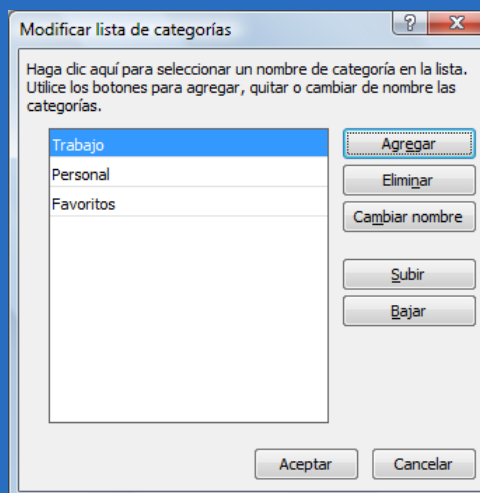 Modificar lista de categorías
Haga clic aquí para seleccionar un nombre de categoría en la lista.
Utilice los botones para agregar, quitar o cambiar de nombre las
categorías.
Trabajo
Agregar
Personal
Eliminar
Favoritos
Cambiar nombre
Subir
Bajar
Aceptar
Cancelar